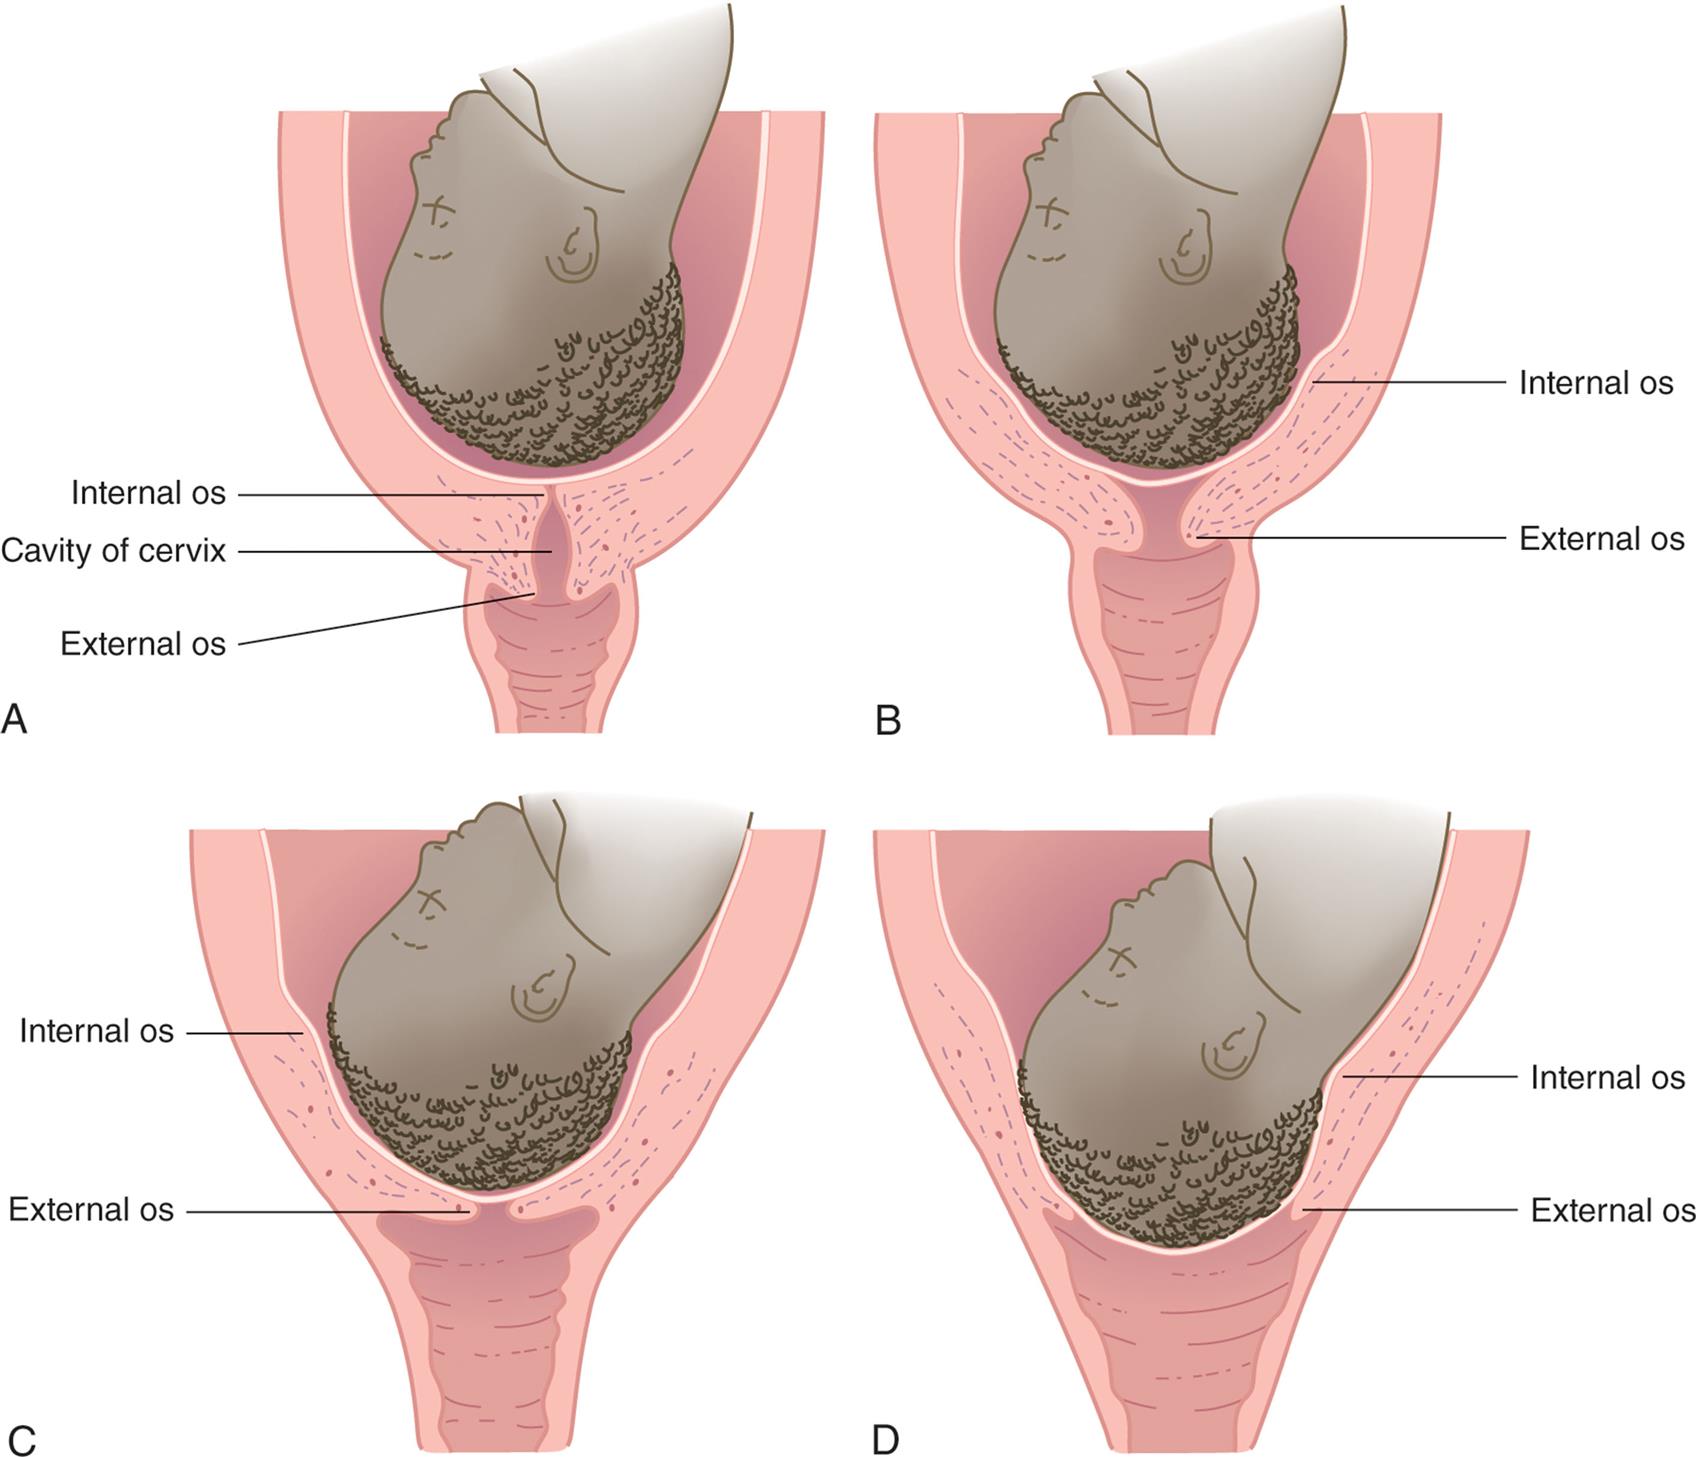 Internal os
Cavity of cervix
External os
A
Internal os
External os
B
Internal os
External os
C
Internal os
External os
D